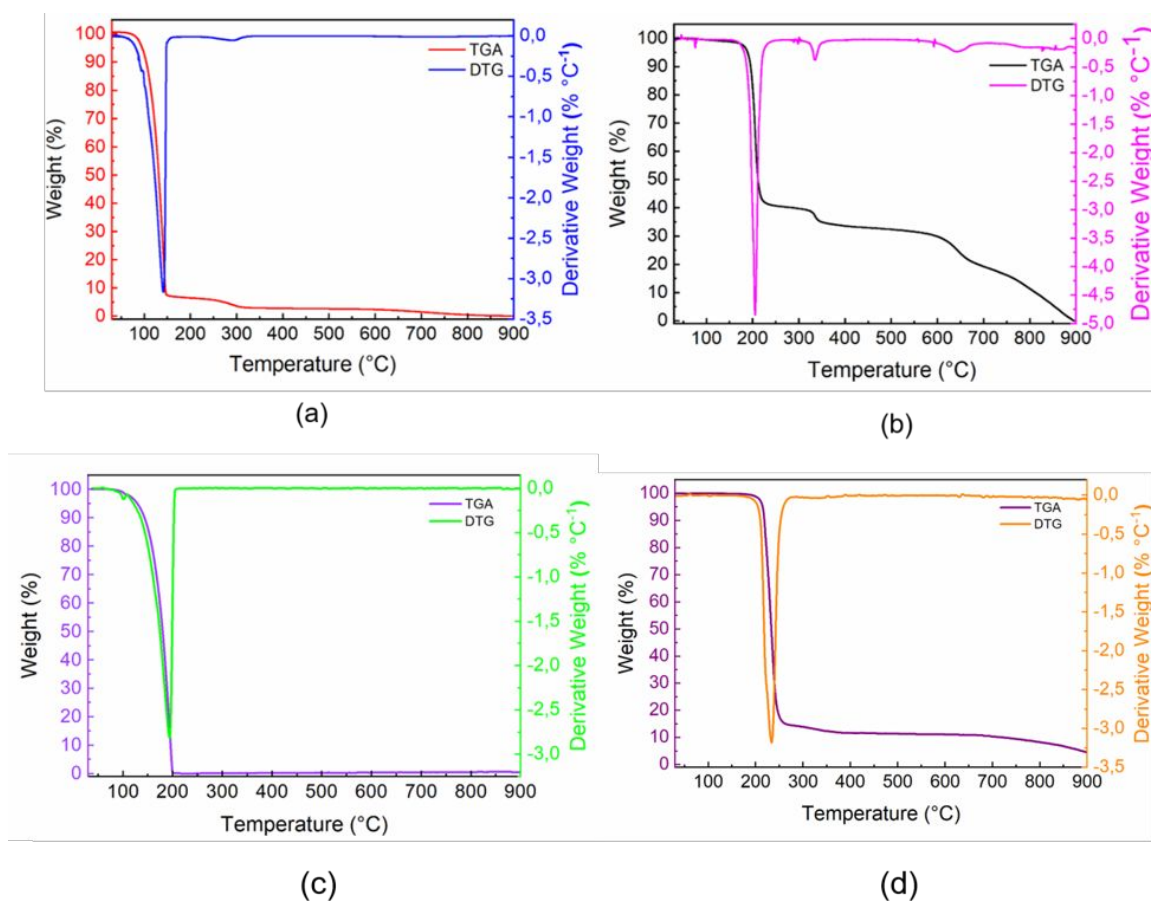 100
90
80
70
60
50
40
30
20
10
0
Weight (%)
100 200 300 400 500 600 700 800 900
Temperature (°C)
0,0
-0,5
-1,0
-1,5
-2,0
-2,5
-3,0
-3,5
Derivative Weight (% °C-1)
TGA
DTG
(a)
100
90
80
70
60
50
40
30
20
10
0
Weight (%)
100 200 300 400 500 600 700 800 900
Temperature (°C)
0,0
-0,5
-1,0
-1,5
-2,0
-2,5
-3,0
-3,5
-4,0
-4,5
-5,0
Derivative Weight (% °C-1)
TGA
DTG
(b)
100
90
80
70
60
50
40
30
20
10
0
Weight (%)
100 200 300 400 500 600 700 800 900
Temperature (°C)
0,0
-0,5
-1,0
-1,5
-2,0
-2,5
-3,0
Derivative Weight (% °C-1)
TGA
DTG
(c)
100
90
80
70
60
50
40
30
20
10
0
Weight (%)
100 200 300 400 500 600 700 800 900
Temperature (°C)
0,0
-0,5
-1,0
-1,5
-2,0
-2,5
-3,0
-3,5
Derivative Weight (% °C-1)
TGA
DTG
(d)